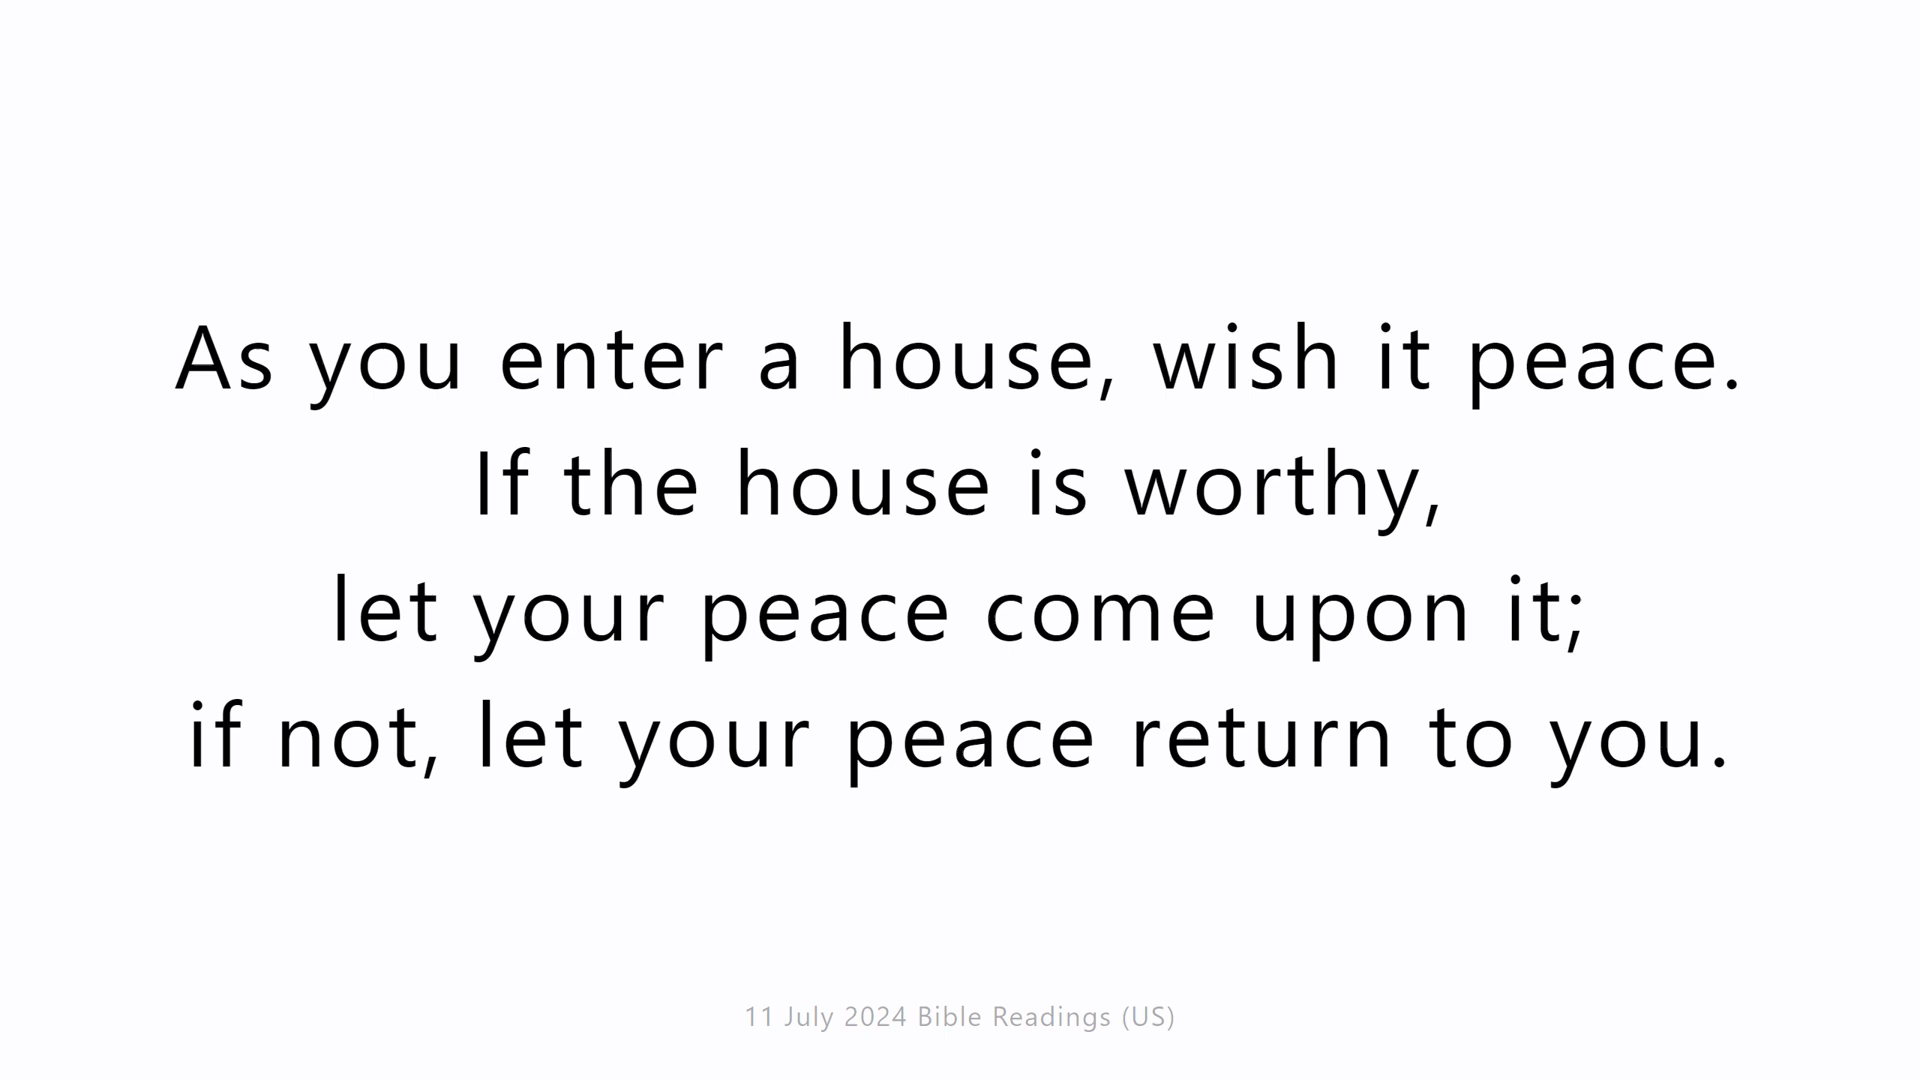 As you enter a house, wish it peace.
If the house is worthy,
let your peace come upon it;
if not, let your peace return to you.
11 July 2024 Bible Readings (US)